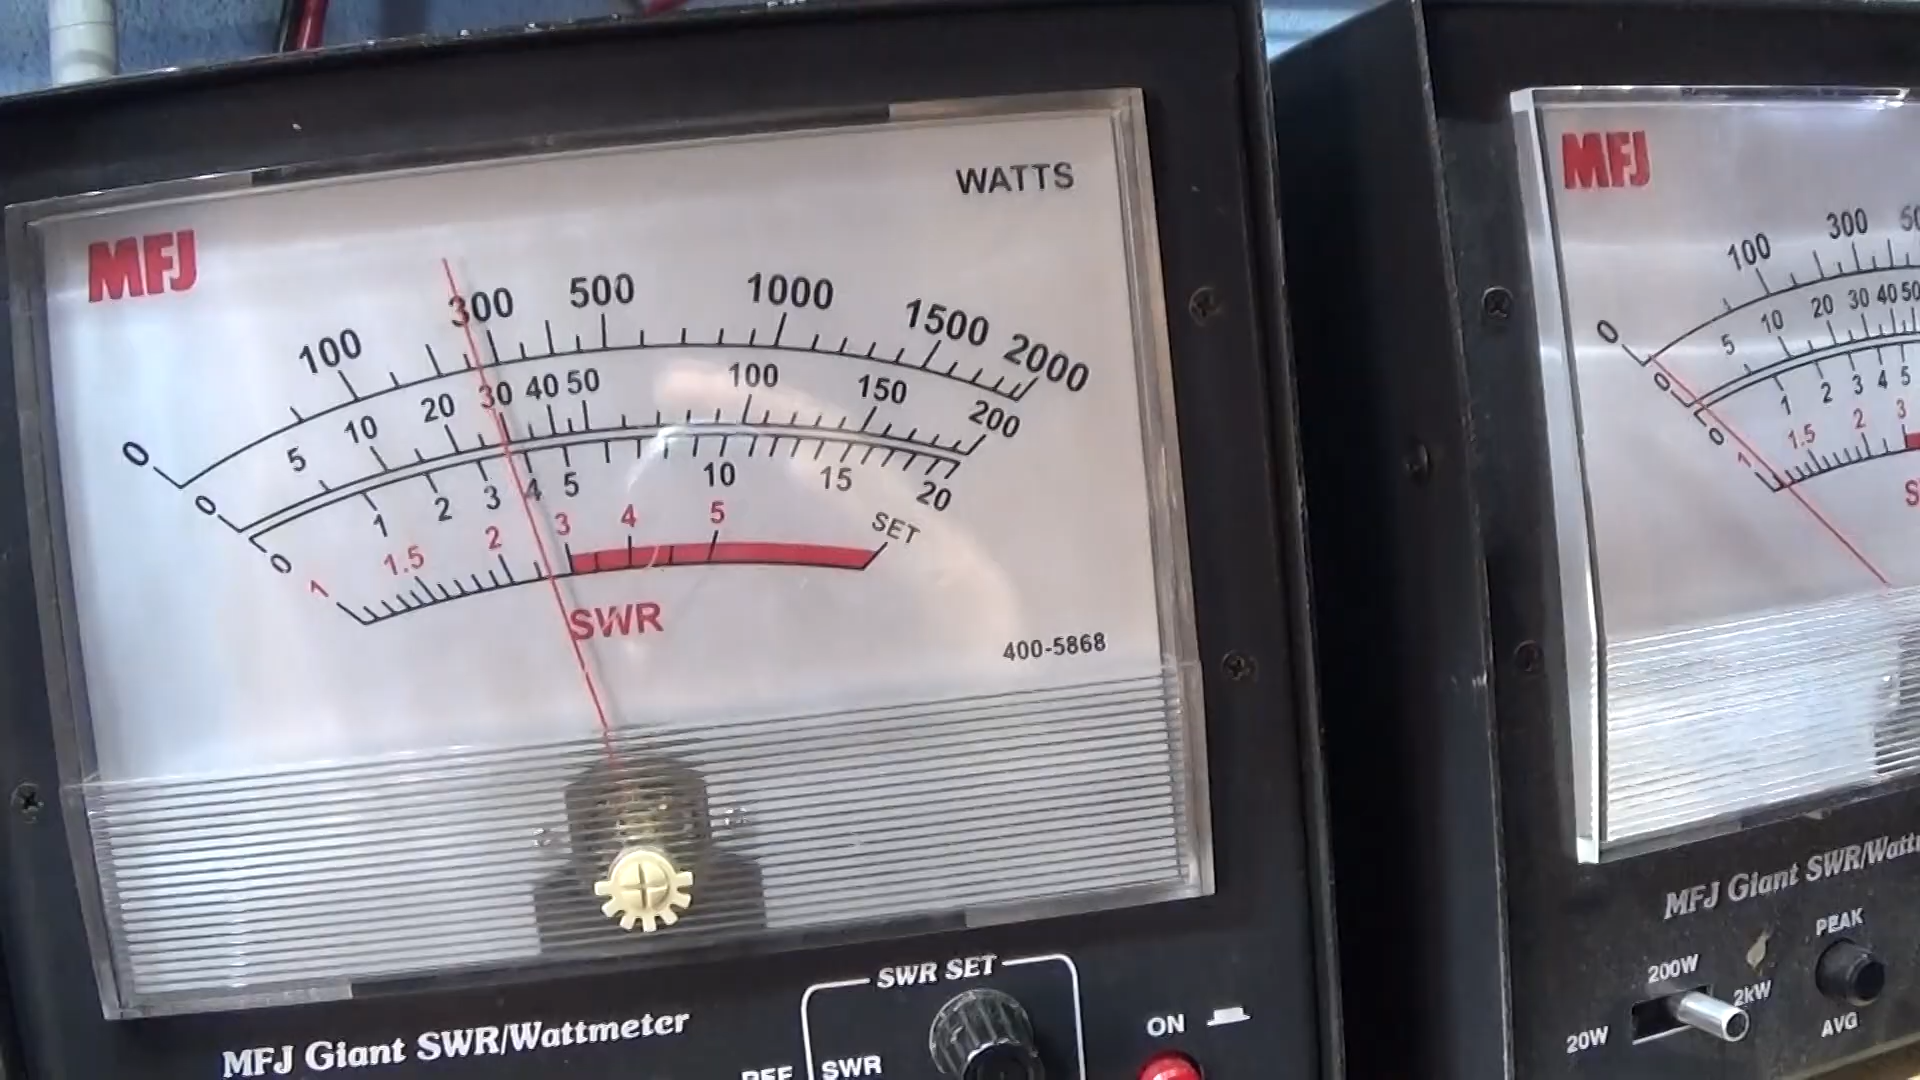 MFJ
WATTS
0 100 300 500 1000 1500 2000
0 5 10 20 30 40 50 100 150 200
0 1 2 3 4 5 10 15 20
1 1.5 2 3 4 5 SET
SWR
400-5868
MFJ Giant SWR/Wattmeter
SWR SET
SWR
ON
MFJ
0 100 300
0 5 10 20 30 40 50
0 1 2 3 4 5
1 1.5 2 3
MFJ Giant
PEAK
AVG
200W
2kW
20W